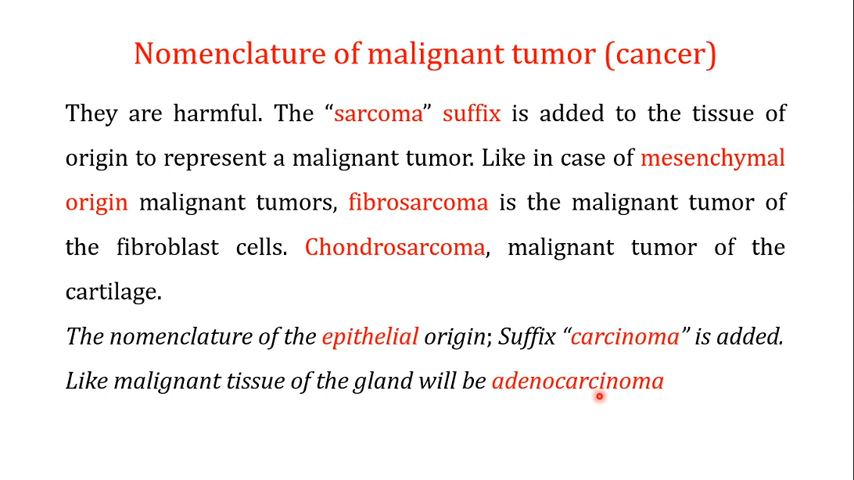 Nomenclature of malignant tumor (cancer)
They are harmful. The “sarcoma” suffix is added to the tissue of
origin to represent a malignant tumor. Like in case of mesenchymal
origin malignant tumors, fibrosarcoma is the malignant tumor of
the fibroblast cells. Chondrosarcoma, malignant tumor of the
cartilage.
The nomenclature of the epithelial origin; Suffix “carcinoma” is added.
Like malignant tissue of the gland will be adenocarcinoma